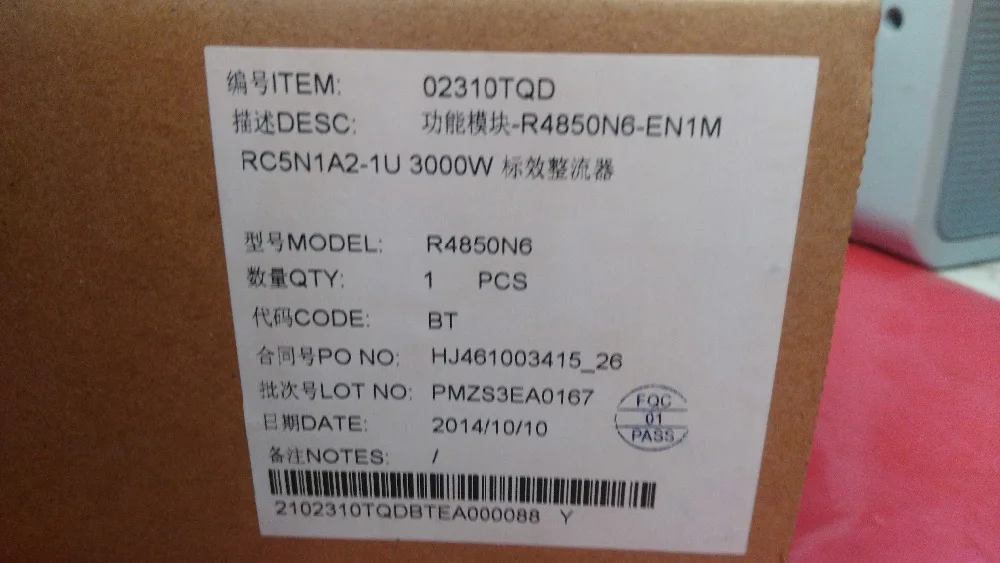 编号ITEM: 02310TQD
描述DESC: 功能模块-R4850N6-EN1M
RC5N1A2-1U 3000W 标效整流器
型号MODEL: R4850N6
数量QTY: 1 PCS
代码CODE: BT
合同号PO NO: HJ461003415_26
批次号LOT NO: PMZS3EA0167
日期DATE: 2014/10/10
备注NOTES: /
FQC
01
PASS
2102310TQDBTEA000088 Y